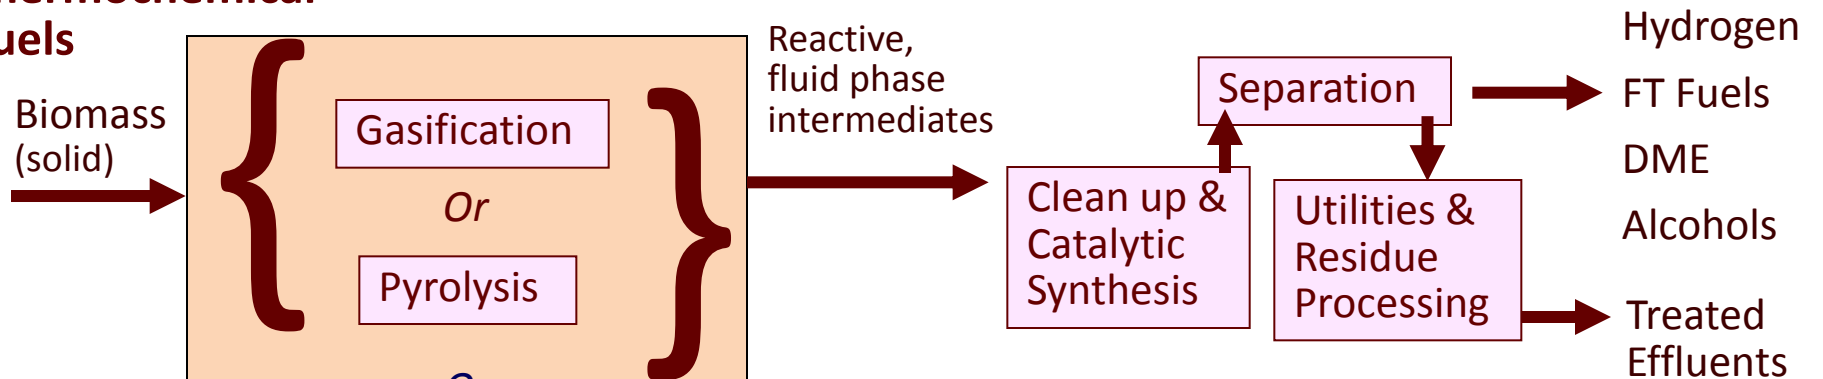 uels
Biomass
(solid)
Gasification
Or
Pyrolysis
Reactive,
fluid phase
intermediates
Clean up &
Catalytic
Synthesis
Separation
Utilities &
Residue
Processing
Hydrogen
FT Fuels
DME
Alcohols
Treated
Effluents